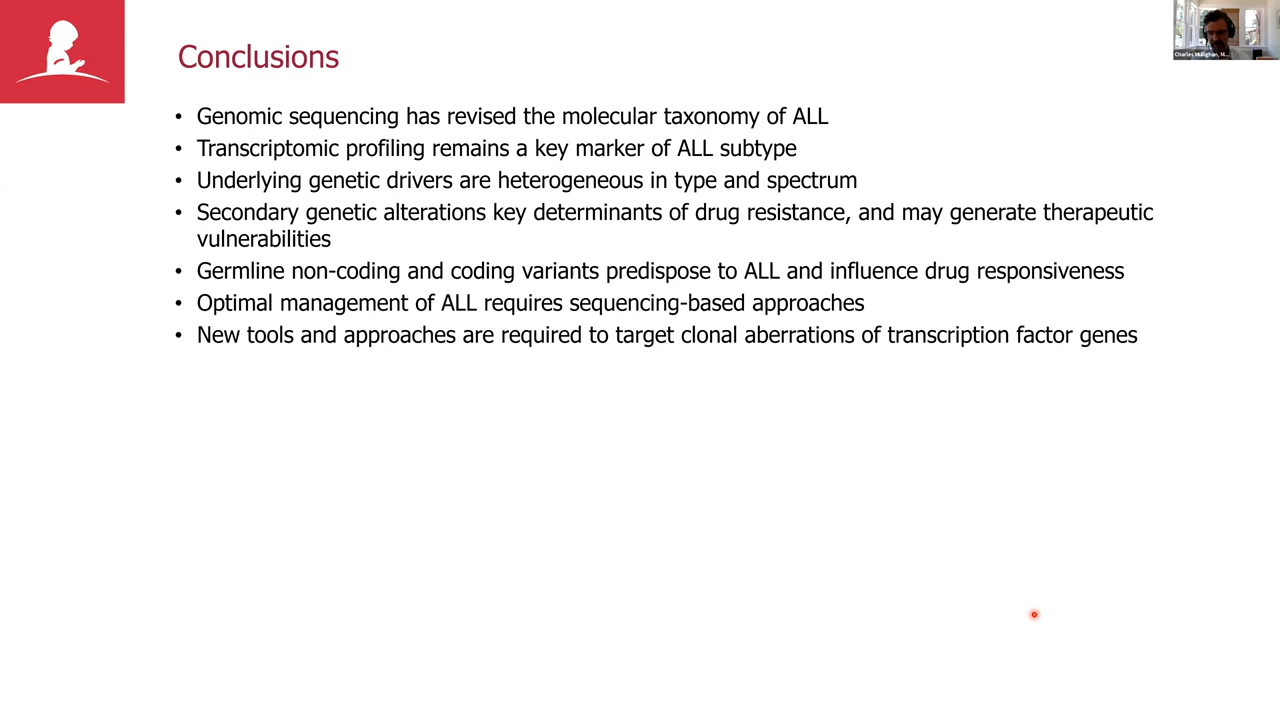 Conclusions
Charles Mullighan, M...
• Genomic sequencing has revised the molecular taxonomy of ALL
• Transcriptomic profiling remains a key marker of ALL subtype
• Underlying genetic drivers are heterogeneous in type and spectrum
• Secondary genetic alterations key determinants of drug resistance, and may generate therapeutic
vulnerabilities
• Germline non-coding and coding variants predispose to ALL and influence drug responsiveness
• Optimal management of ALL requires sequencing-based approaches
• New tools and approaches are required to target clonal aberrations of transcription factor genes